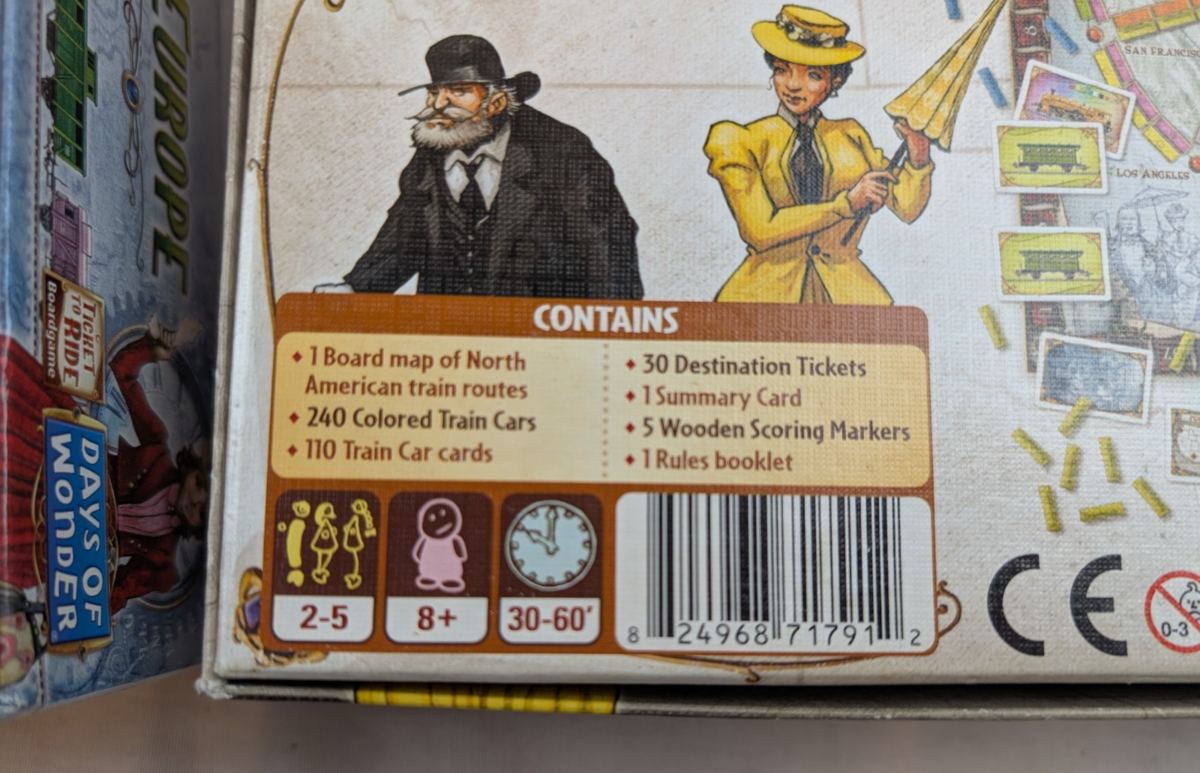 EUROPE
TICKET
TO RIDE
Boardgame
DAYS OF
WONDER
SAN FRANCISCO
LOS ANGELES
CONTAINS
♦ 1 Board map of North
American train routes
♦ 240 Colored Train Cars
♦ 110 Train Car cards
♦ 30 Destination Tickets
♦ 1 Summary Card
♦ 5 Wooden Scoring Markers
♦ 1 Rules booklet
2-5
8+
30-60′
8 24968 71791 2
CE
0-3